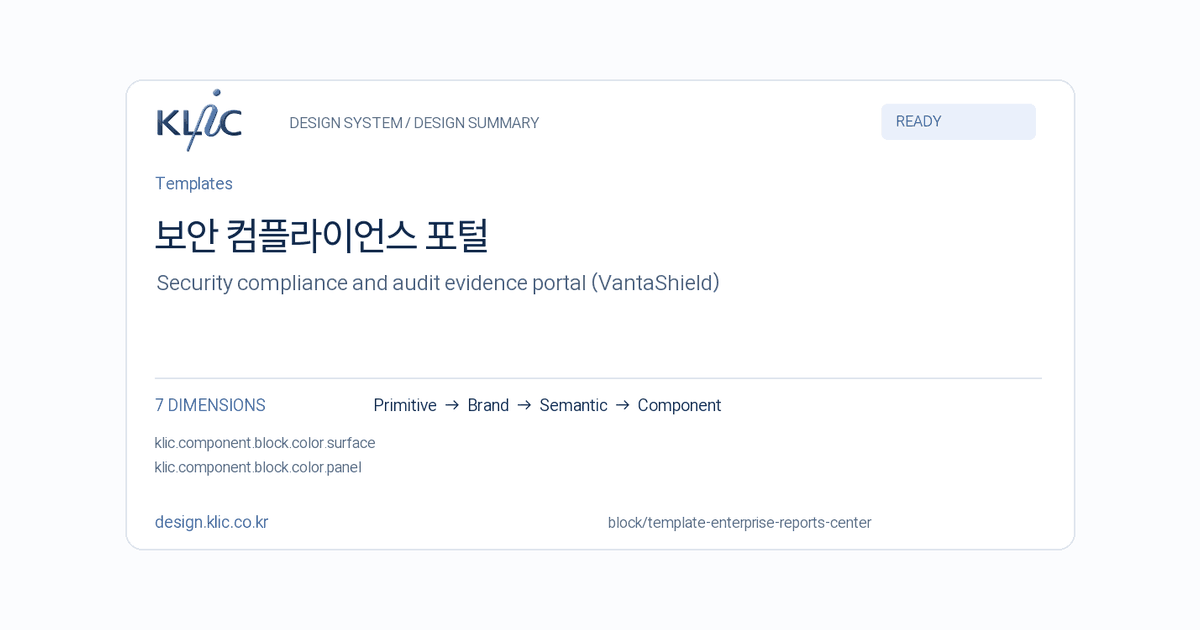 KLiC
DESIGN SYSTEM / DESIGN SUMMARY
READY
Templates
보안 컴플라이언스 포털
Security compliance and audit evidence portal (VantaShield)
7 DIMENSIONS
Primitive → Brand → Semantic → Component
klic.component.block.color.surface
klic.component.block.color.panel
design.klic.co.kr
block/template-enterprise-reports-center